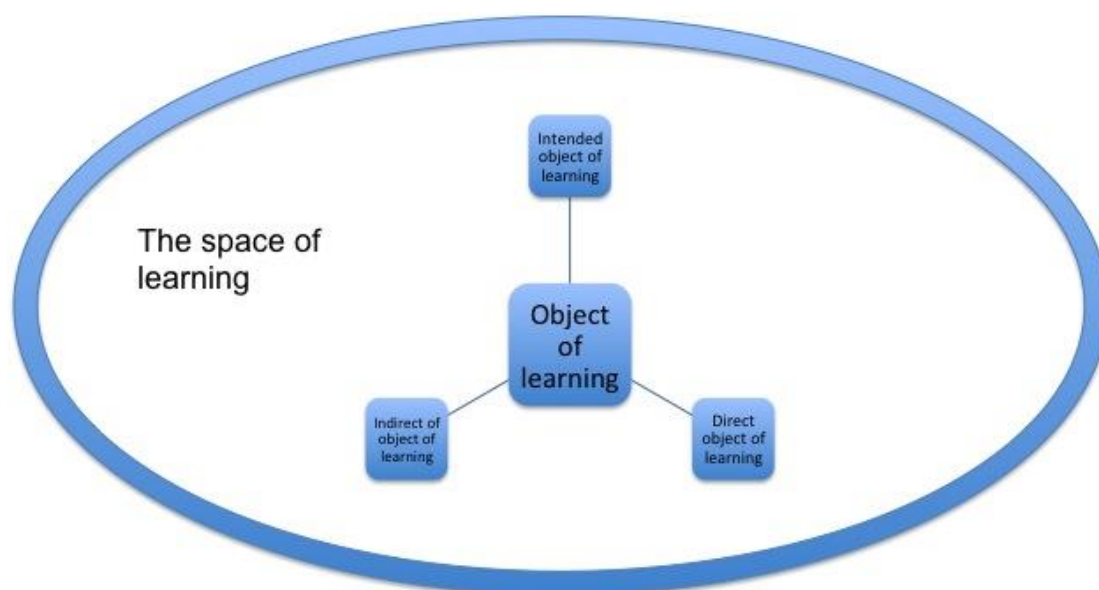 Intended
object of
learning
The space of
learning
Object
of
learning
Indirect of
object of
learning
Direct
object of
learning